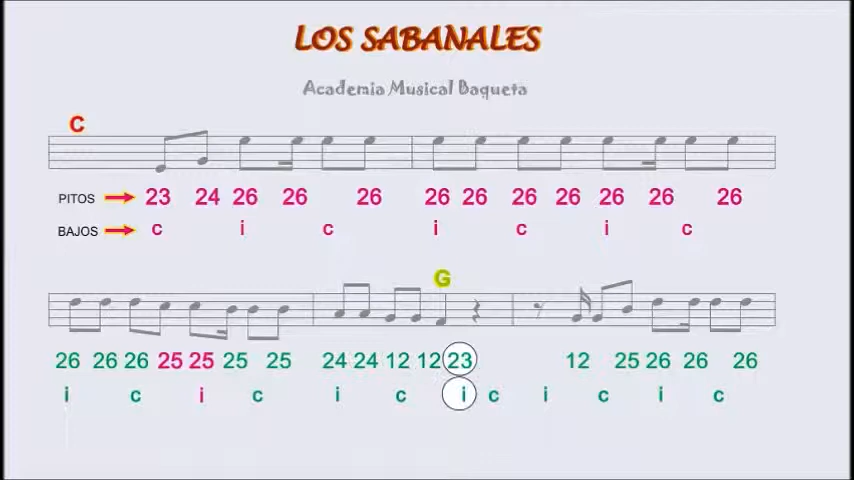 LOS SABANALES
Academia Musical Baqueta
C
PITOS 23 24 26 26 26 26 26 26 26 26 26 26
BAJOS c i c i c i c
G
26 26 26 25 25 25 25 24 24 12 12 23 12 25 26 26 26
i c i c i c i c i c i c